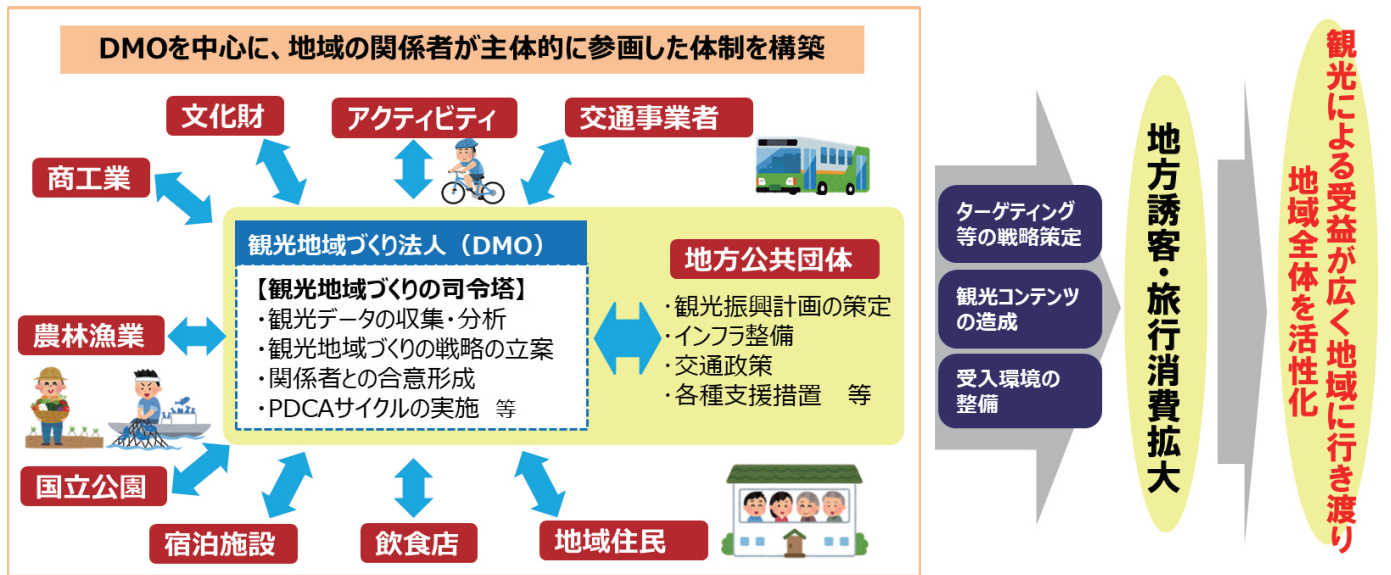 DMOを中心に、地域の関係者が主体的に参画した体制を構築
文化財
アクティビティ
交通事業者
商工業
観光地域づくり法人（DMO）
【観光地域づくりの司令塔】
・観光データの収集・分析
・観光地域づくりの戦略の立案
・関係者との合意形成
・PDCAサイクルの実施 等
地方公共団体
・観光振興計画の策定
・インフラ整備
・交通政策
・各種支援措置 等
農林漁業
国立公園
宿泊施設
飲食店
地域住民
ターゲティング
等の戦略策定
観光コンテンツ
の造成
受入環境の
整備
地方誘客・旅行消費拡大
観光による受益が広く地域に行き渡り
地域全体を活性化